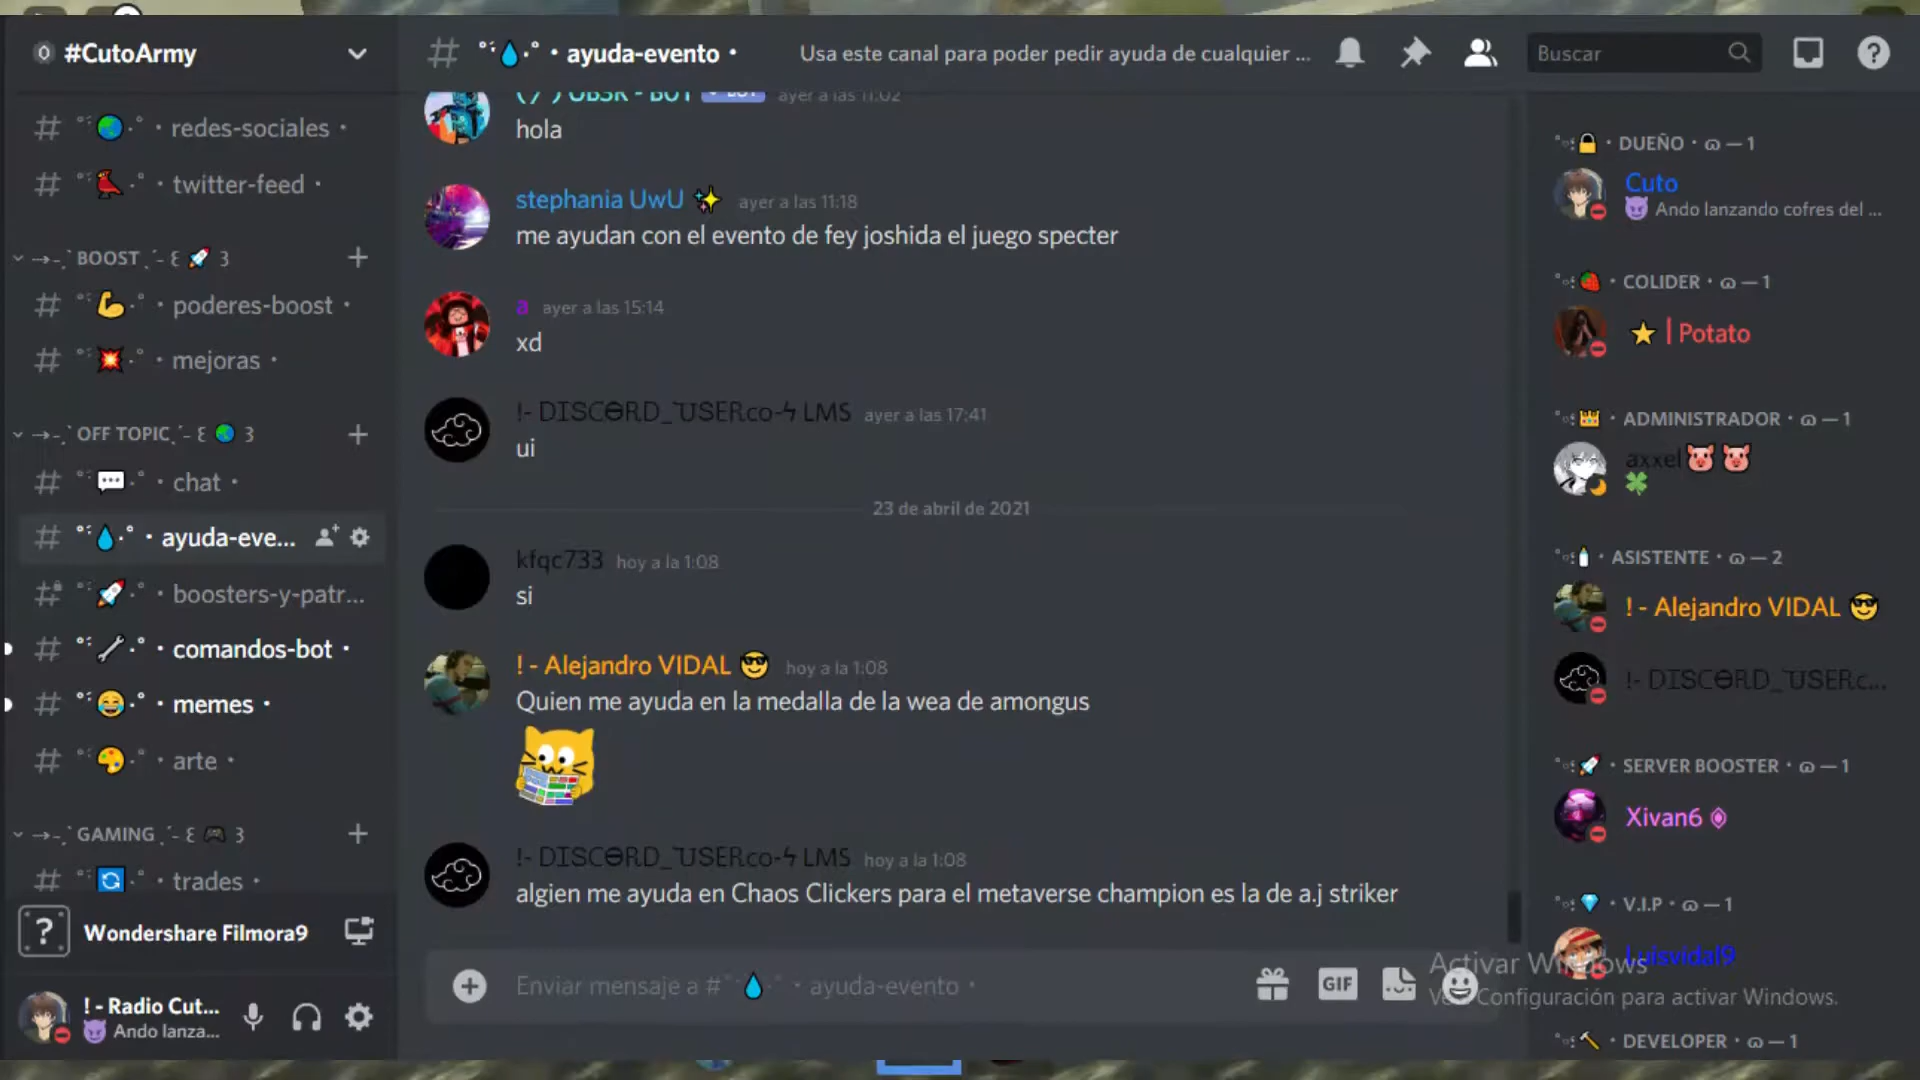 #CutoArmy
redes-sociales
twitter-feed
BOOST 3
poderes-boost
mejoras
OFF TOPIC 3
chat
ayuda-eve...
boosters-y-patr...
comandos-bot
memes
arte
GAMING 3
trades
Wondershare Filmora9
! - Radio Cut...
Ando lanza...
ayuda-evento
Usa este canal para poder pedir ayuda de cualquier ...
Buscar
BOT ayer a las 11:02
hola
stephania UwU ayer a las 11:18
me ayudan con el evento de fey joshida el juego specter
a ayer a las 15:14
xd
!- DISCӨRD_ USERco-ϟ LMS ayer a las 17:41
ui
23 de abril de 2021
kfqc733 hoy a la 1:08
si
! - Alejandro VIDAL hoy a la 1:08
Quien me ayuda en la medalla de la wea de amongus
!- DISCӨRD_ USERco-ϟ LMS hoy a la 1:08
algien me ayuda en Chaos Clickers para el metaverse champion es la de a.j striker
Enviar mensaje a # ayuda-evento
GIF
DUEÑO — 1
Cuto
Ando lanzando cofres del ...
COLIDER — 1
| Potato
ADMINISTRADOR — 1
axxel
ASISTENTE — 2
! - Alejandro VIDAL
!- DISCӨRD_ USERc...
SERVER BOOSTER — 1
Xivan6
V.I.P — 1
Luisvidal9
Activar Windows
Configuración para activar Windows.
DEVELOPER — 1